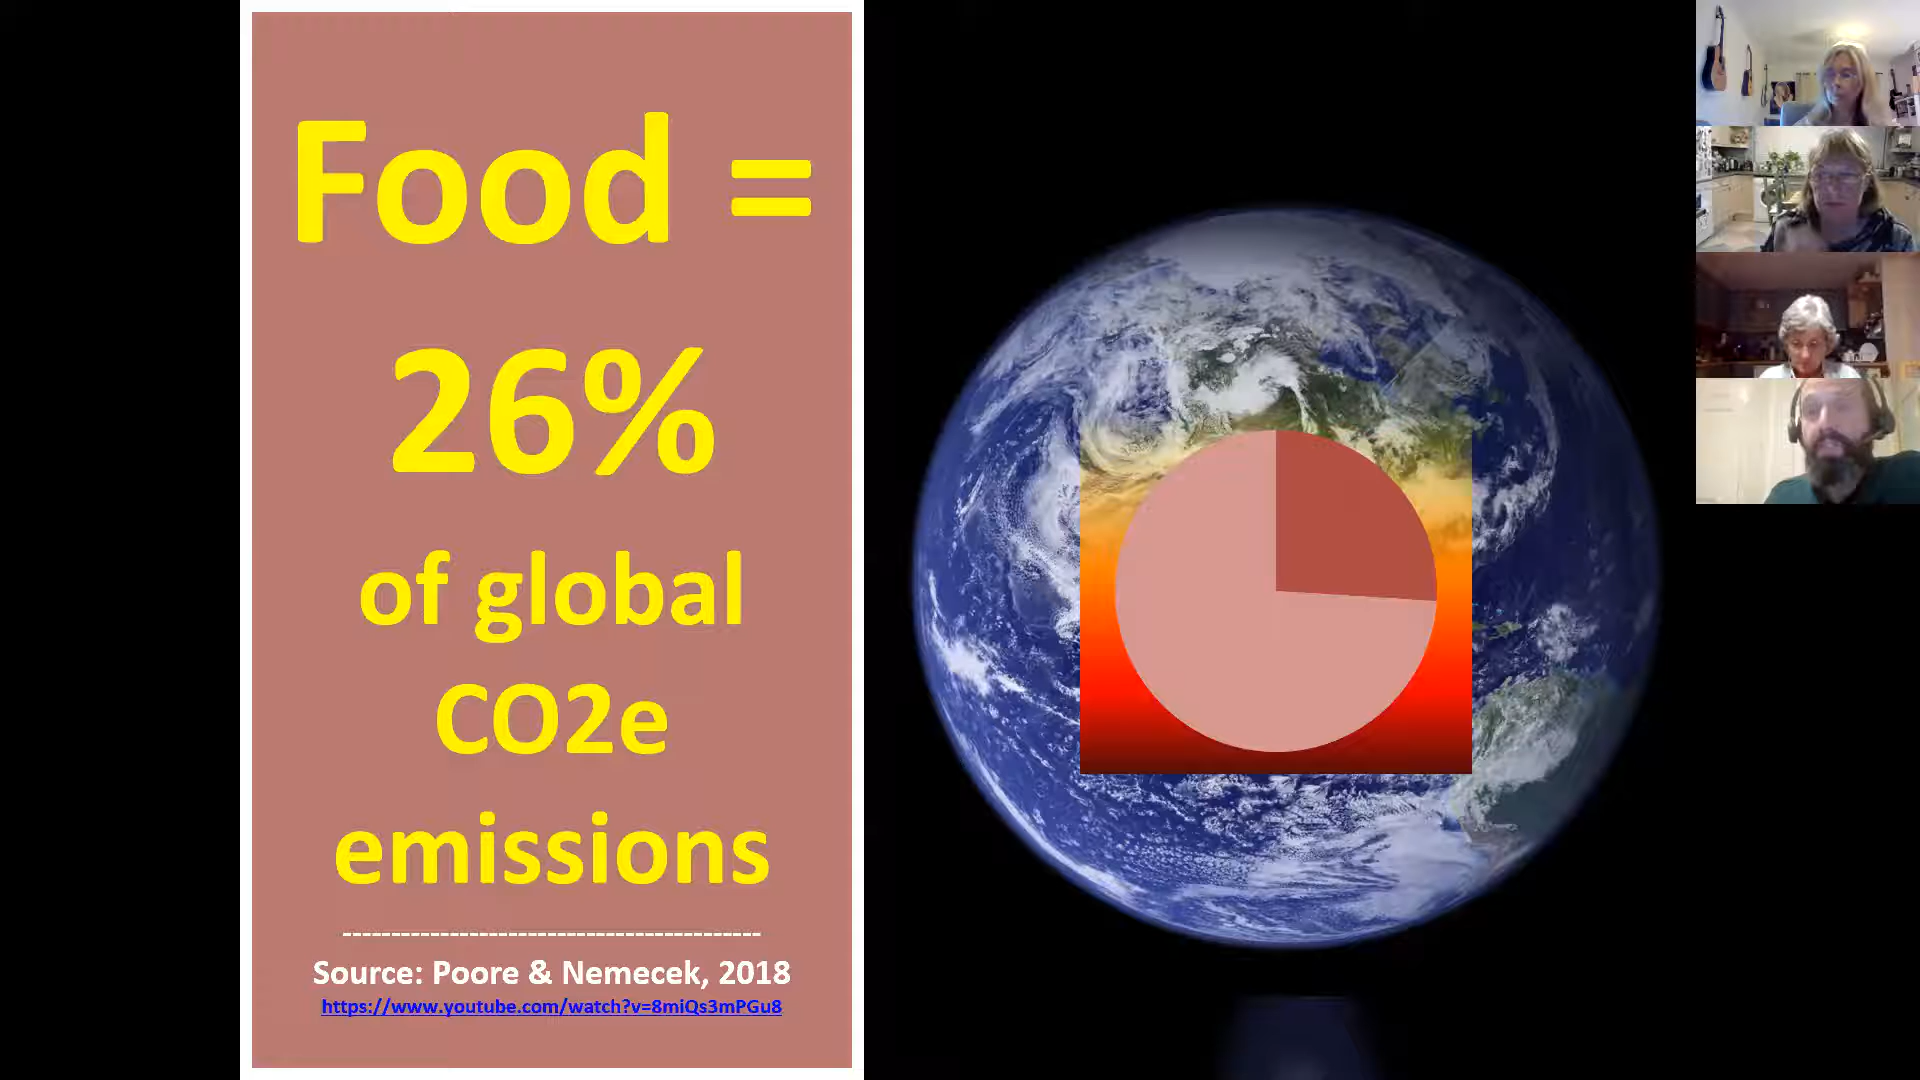 Food =
26%
of global
CO2e
emissions
-------------------------------------------
Source: Poore & Nemecek, 2018
https://www.youtube.com/watch?v=8miQs3mPGu8